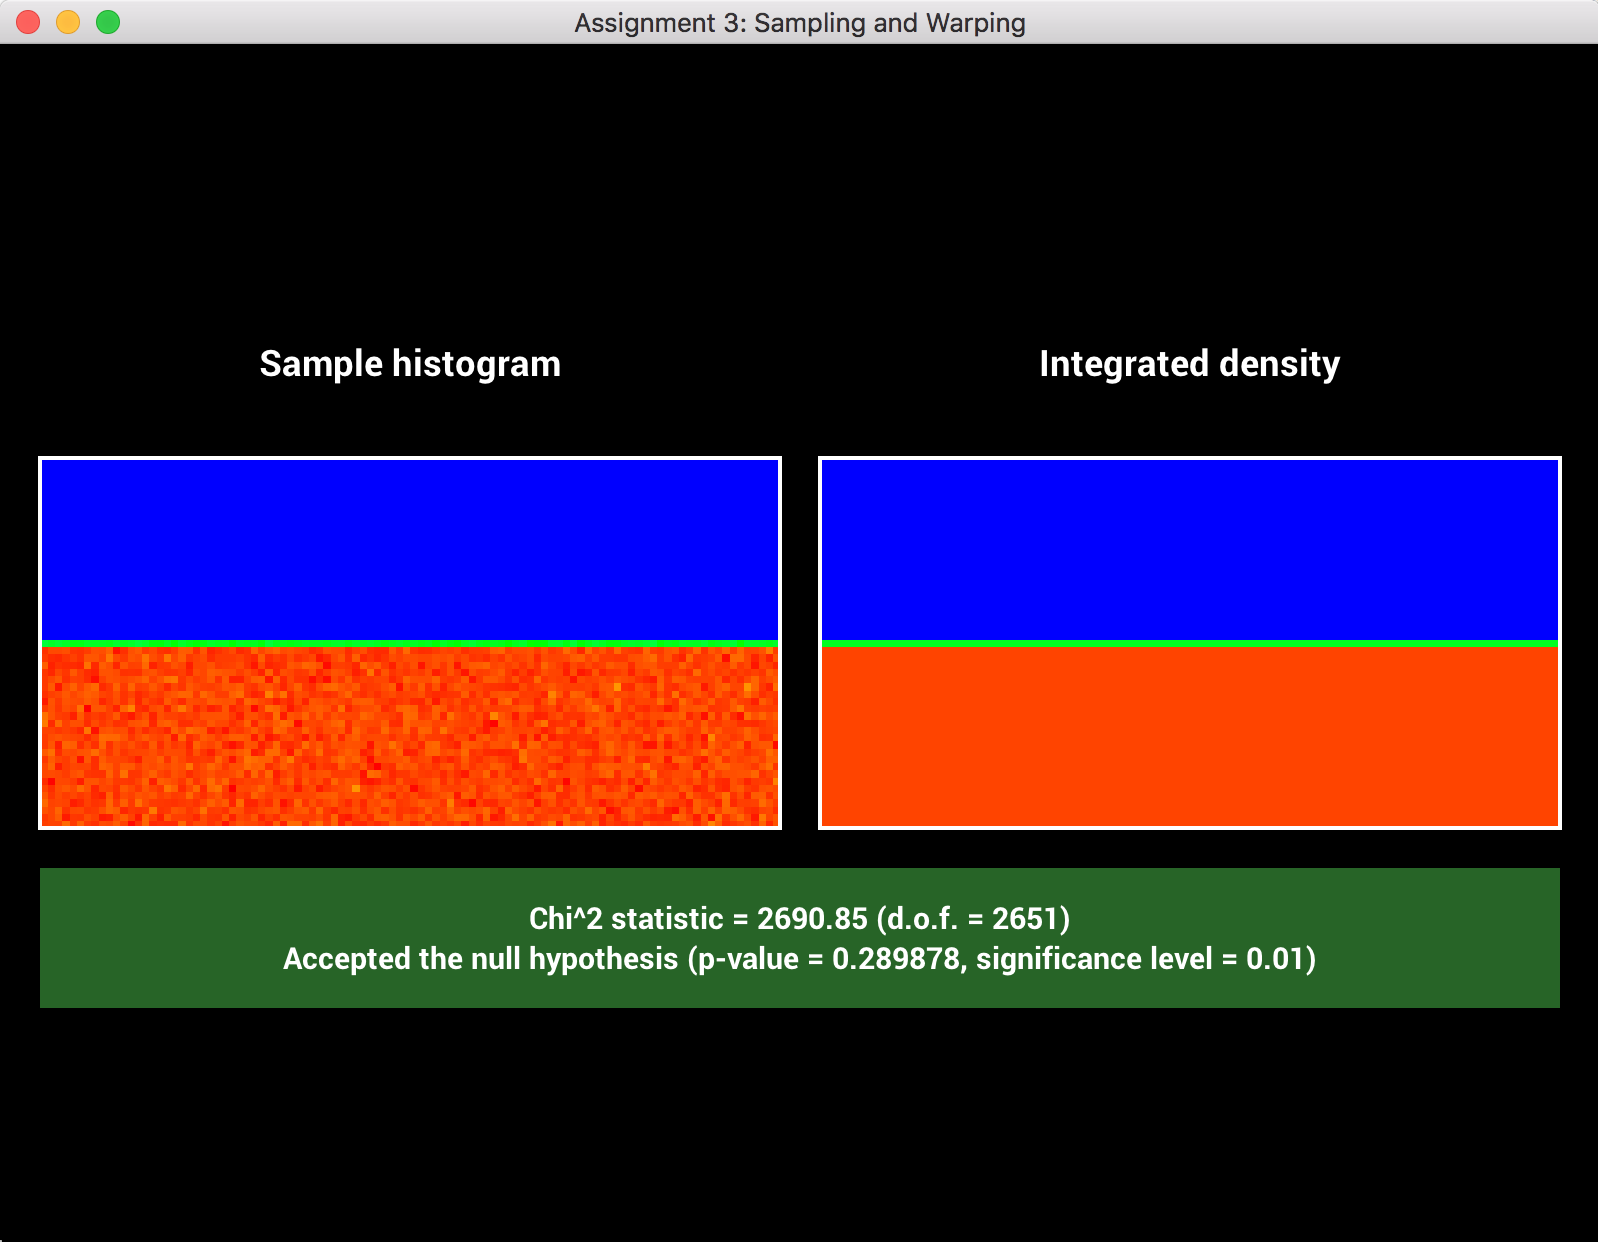 Assignment 3: Sampling and Warping
Sample histogram
Integrated density
Chi^2 statistic = 2690.85 (d.o.f. = 2651)
Accepted the null hypothesis (p-value = 0.289878, significance level = 0.01)